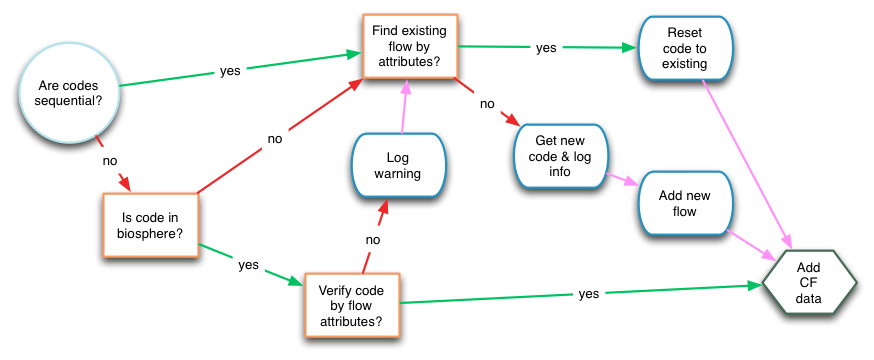 Are codes
sequential?
yes
no
Find existing
flow by
attributes?
yes
Reset
code to
existing
no
no
Log
warning
Get new
code & log
info
Is code in
biosphere?
Add new
flow
yes
no
Verify code
by flow
attributes?
yes
Add
CF
data